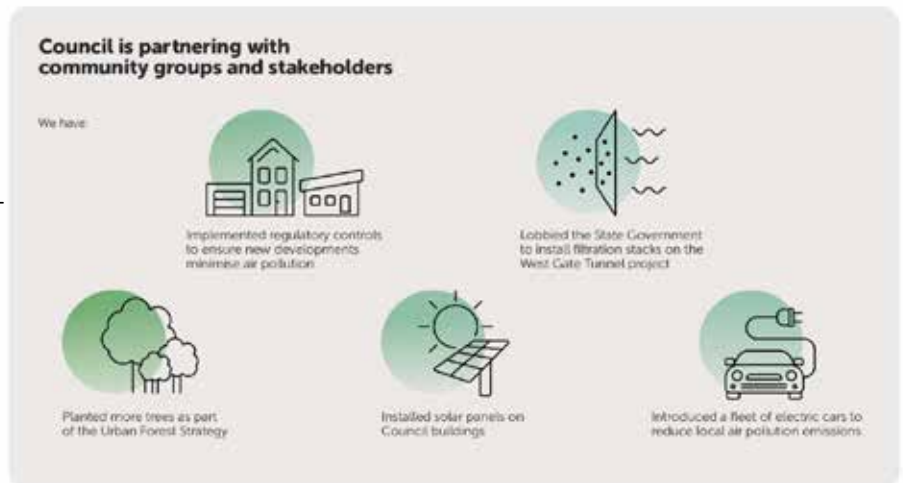 Council is partnering with
community groups and stakeholders
We have:
Implemented regulatory controls
to ensure new developments
minimise air pollution
Lobbied the State Government
to install filtration stacks on the
West Gate Tunnel project
Planted more trees as part
of the Urban Forest Strategy
Installed solar panels on
Council buildings
Introduced a fleet of electric cars to
reduce local air pollution emissions